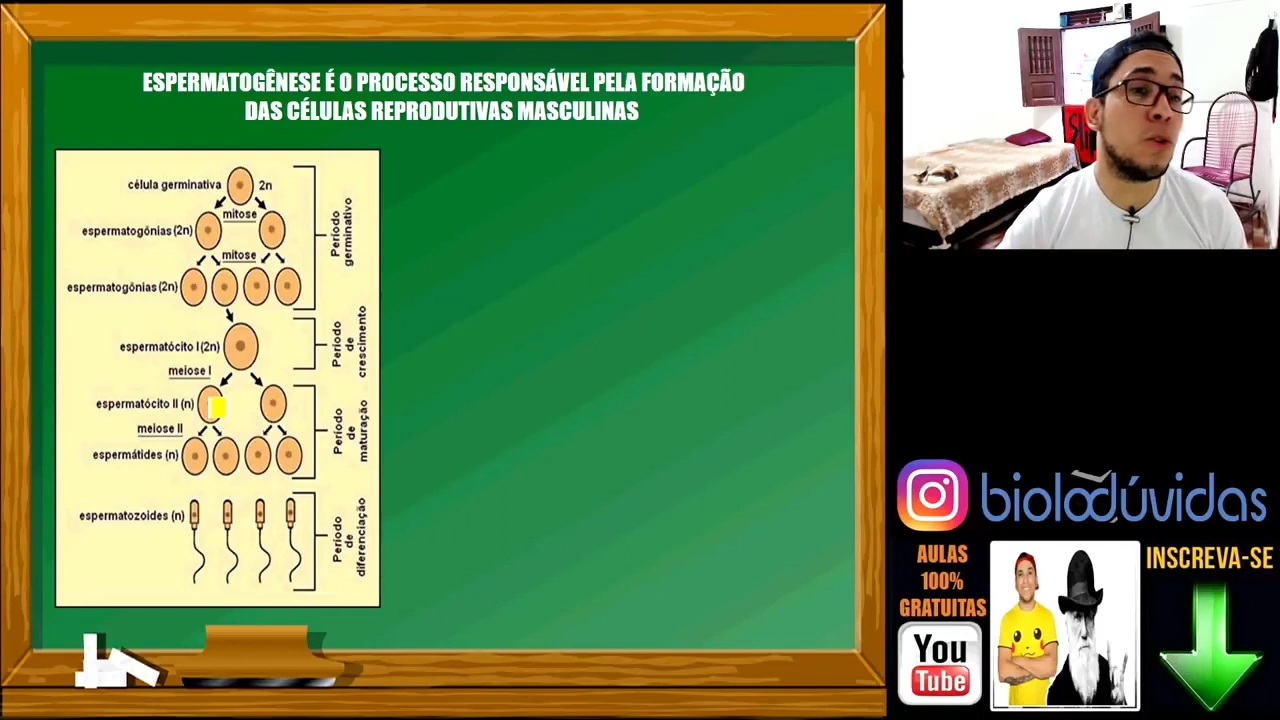 ESPERMATOGÊNESE É O PROCESSO RESPONSÁVEL PELA FORMAÇÃO
DAS CÉLULAS REPRODUTIVAS MASCULINAS
célula germinativa
2n
mitose
espermatogônias (2n)
mitose
espermatogônias (2n)
Período
germinativo
espermatócito I (2n)
Período
de
crescimento
meiose I
espermatócito II (n)
meiose II
espermátides (n)
Período
de
maturação
espermatozoides (n)
Período
de
diferenciação
biologdúvidas
AULAS
100%
GRATUITAS
You
Tube
INSCREVA-SE